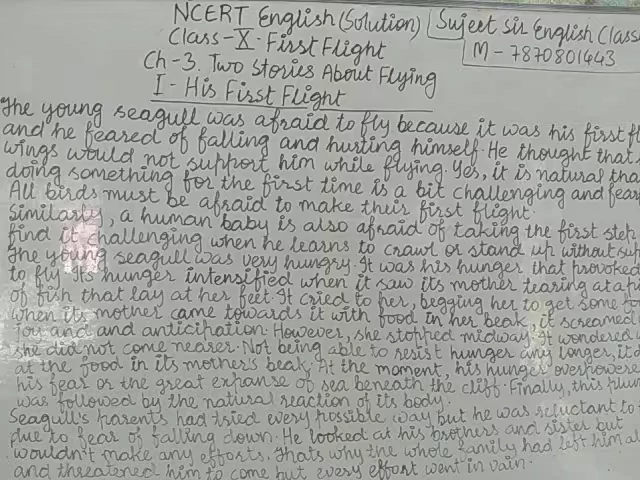 NCERT English (Solution)
Sujeet Sir English Class
Class-X-First Flight
M-7870801443
Ch-3. Two Stories About Flying
I-His First Flight
The young seagull was afraid to fly because it was his first fl
and he feared of falling and hurting himself. He thought that
wings would not support him while flying. Yes, it is natural tha
doing something for the first time is a bit challenging and fear
All birds must be afraid to make their first flight.
Similarly, a human baby is also afraid of taking the first step
find it challenging when he learns to crawl or stand up without sup
The young seagull was very hungry. It was his hunger that provoked
to fly. Its hunger intensified when it saw its mother tearing at a pi
of fish that lay at her feet. It cried to her, begging her to get some
when its mother came towards it with food in her beak, it screamed
joy and and anticipation. However, she stopped midway. It wondered
she did not come nearer. Not being able to resist hunger any longer, it
at the food in its mother's beak. At the moment, his hunger overpowere
his fear or the great expanse of sea beneath the cliff. Finally, this plun
was followed by the natural reaction of its body.
Seagull's parents had tried every possible way but he was reluctant to
due to fear of falling down. He looked at his brothers and sister but
wouldn't make any efforts. Thats why the whole family had left him al
and threatened him to come but every effort went in vain.